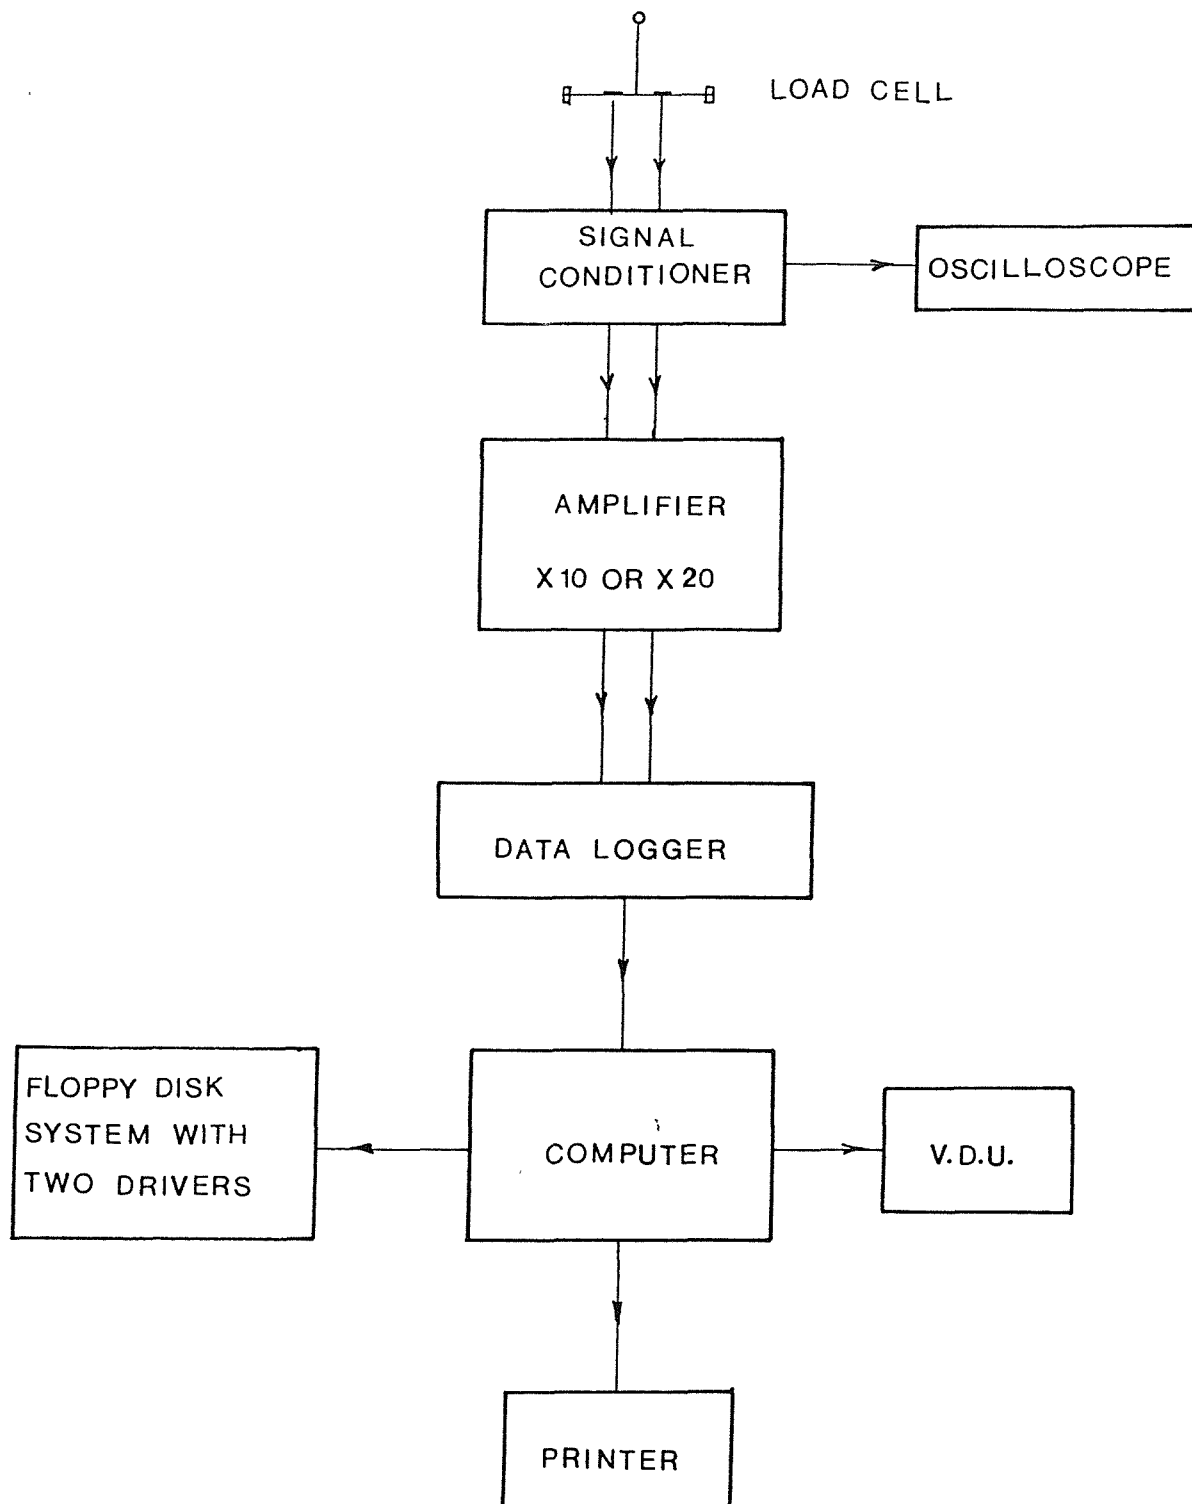 LOAD CELL
SIGNAL
CONDITIONER
OSCILLOSCOPE
AMPLIFIER
X10 OR X20
DATA LOGGER
FLOPPY DISK
SYSTEM WITH
TWO DRIVERS
COMPUTER
V.D.U.
PRINTER